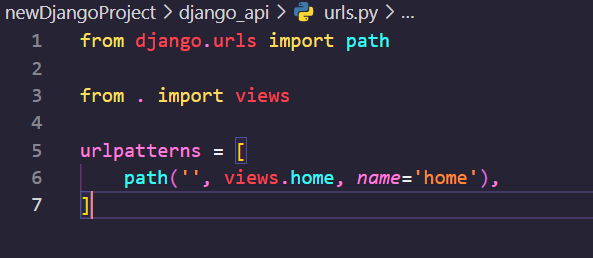 newDjangoProject > django_api > urls.py > ...
1 from django.urls import path
2
3 from . import views
4
5 urlpatterns = [
6     path('', views.home, name='home'),
7 ]